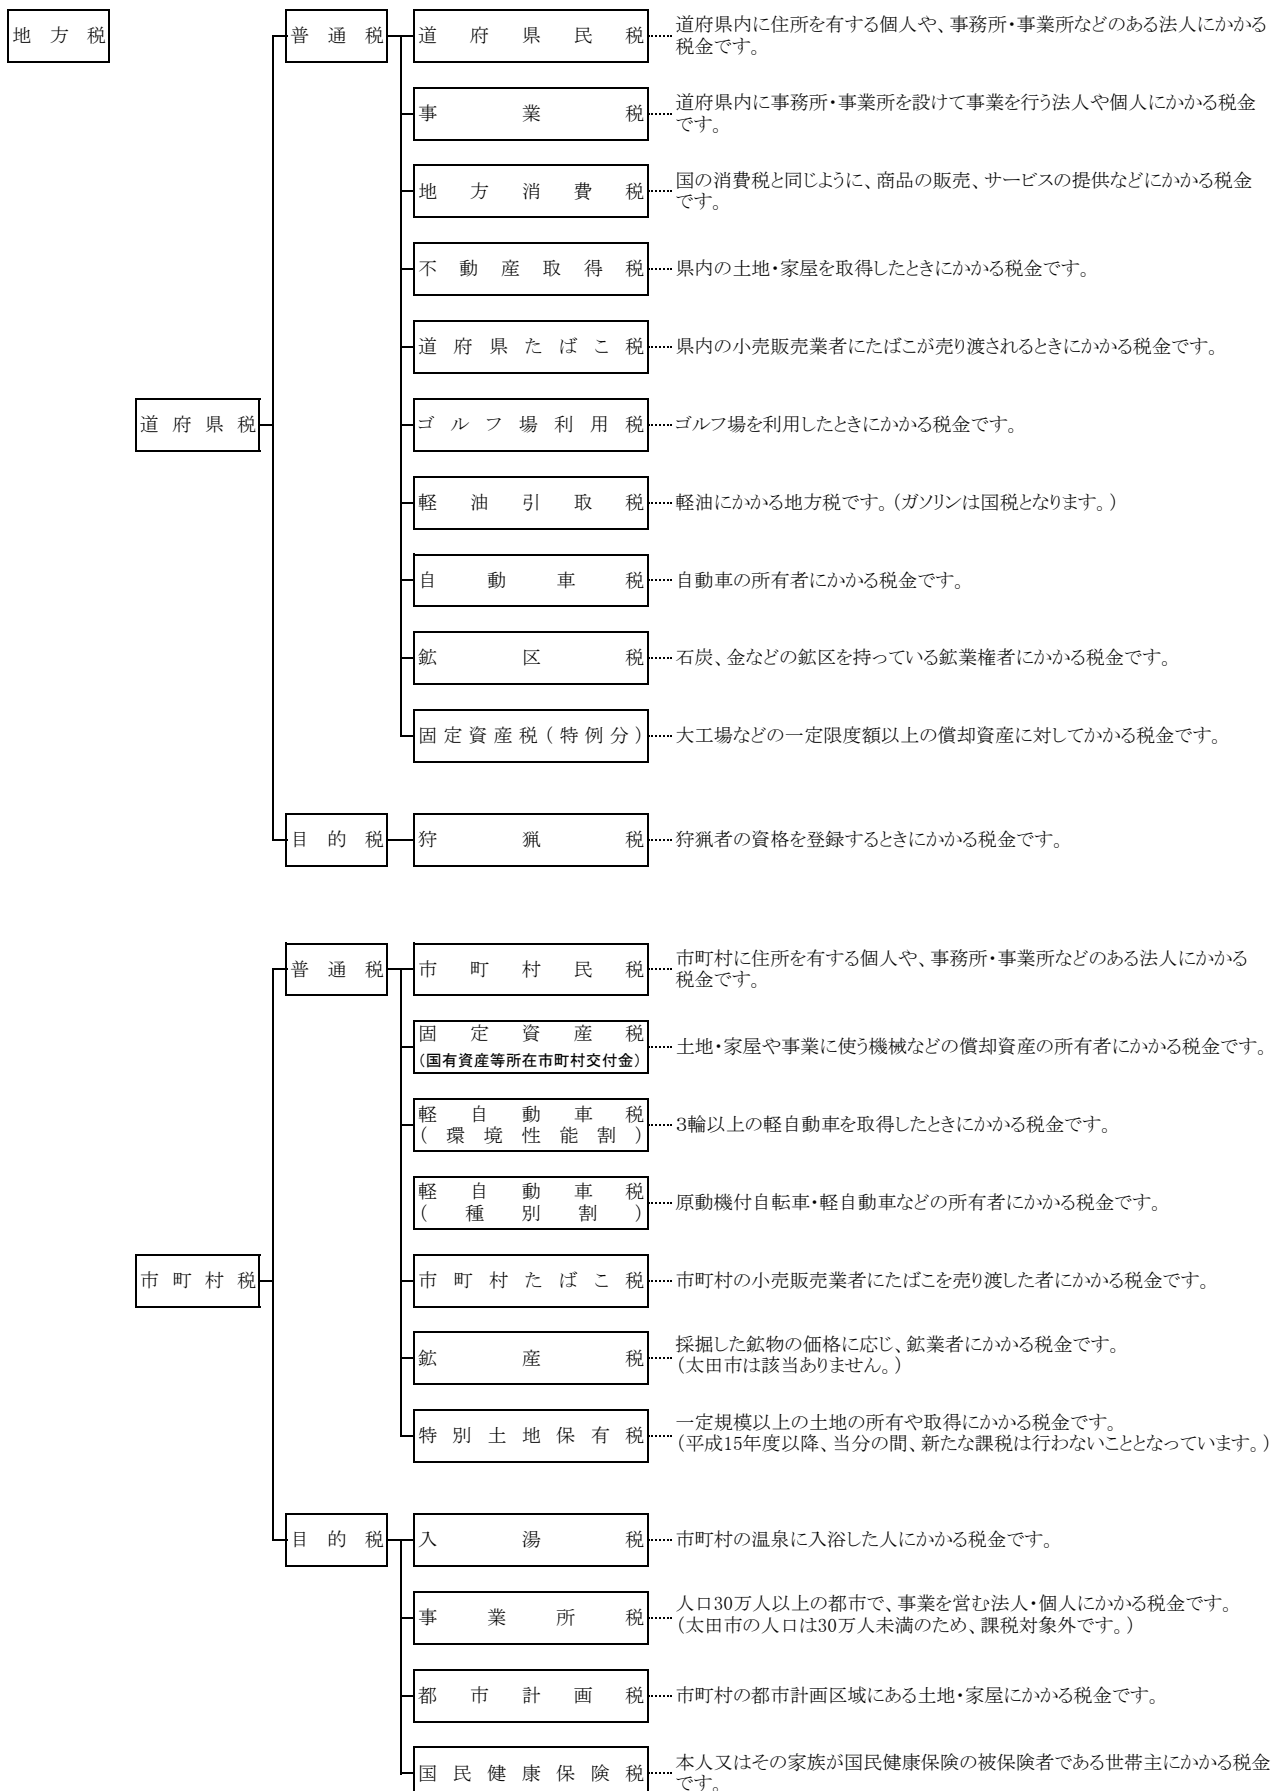 地方税
普通税
道府県民税
道府県内に住所を有する個人や、事務所・事業所などのある法人にかかる
税金です。
事業税
道府県内に事務所・事業所を設けて事業を行う法人や個人にかかる税金
です。
地方消費税
国の消費税と同じように、商品の販売、サービスの提供などにかかる税金
です。
不動産取得税
県内の土地・家屋を取得したときにかかる税金です。
道府県たばこ税
県内の小売販売業者にたばこが売り渡されるときにかかる税金です。
道府県税
ゴルフ場利用税
ゴルフ場を利用したときにかかる税金です。
軽油引取税
軽油にかかる地方税です。(ガソリンは国税となります。)
自動車税
自動車の所有者にかかる税金です。
鉱区税
石炭、金などの鉱区を持っている鉱業権者にかかる税金です。
固定資産税(特例分)
大工場などの一定限度額以上の償却資産に対してかかる税金です。
目的税
狩猟税
狩猟者の資格を登録するときにかかる税金です。
普通税
市町村民税
市町村に住所を有する個人や、事務所・事業所などのある法人にかかる
税金です。
固定資産税
(国有資産等所在市町村交付金)
土地・家屋や事業に使う機械などの償却資産の所有者にかかる税金です。
軽自動車税
(環境性能割)
3輪以上の軽自動車を取得したときにかかる税金です。
軽自動車税
(種別割)
原動機付自転車・軽自動車などの所有者にかかる税金です。
市町村税
市町村たばこ税
市町村の小売販売業者にたばこを売り渡した者にかかる税金です。
鉱産税
採掘した鉱物の価格に応じ、鉱業者にかかる税金です。
(太田市は該当ありません。)
特別土地保有税
一定規模以上の土地の所有や取得にかかる税金です。
(平成15年度以降、当分の間、新たな課税は行わないこととなっています。)
目的税
入湯税
市町村の温泉に入浴した人にかかる税金です。
事業所税
人口30万人以上の都市で、事業を営む法人・個人にかかる税金です。
(太田市の人口は30万人未満のため、課税対象外です。)
都市計画税
市町村の都市計画区域にある土地・家屋にかかる税金です。
国民健康保険税
本人又はその家族が国民健康保険の被保険者である世帯主にかかる税金
です。